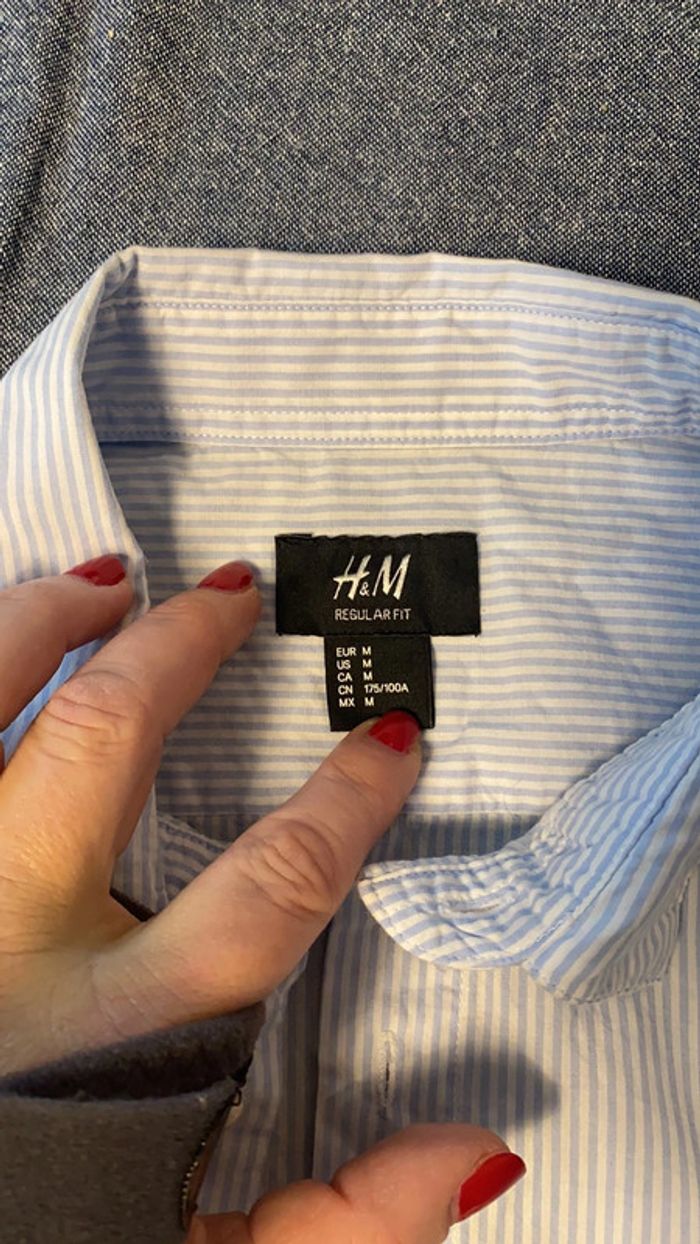 H&M
REGULAR FIT
EUR M
US M
CA M
CN 175/100A
MX M